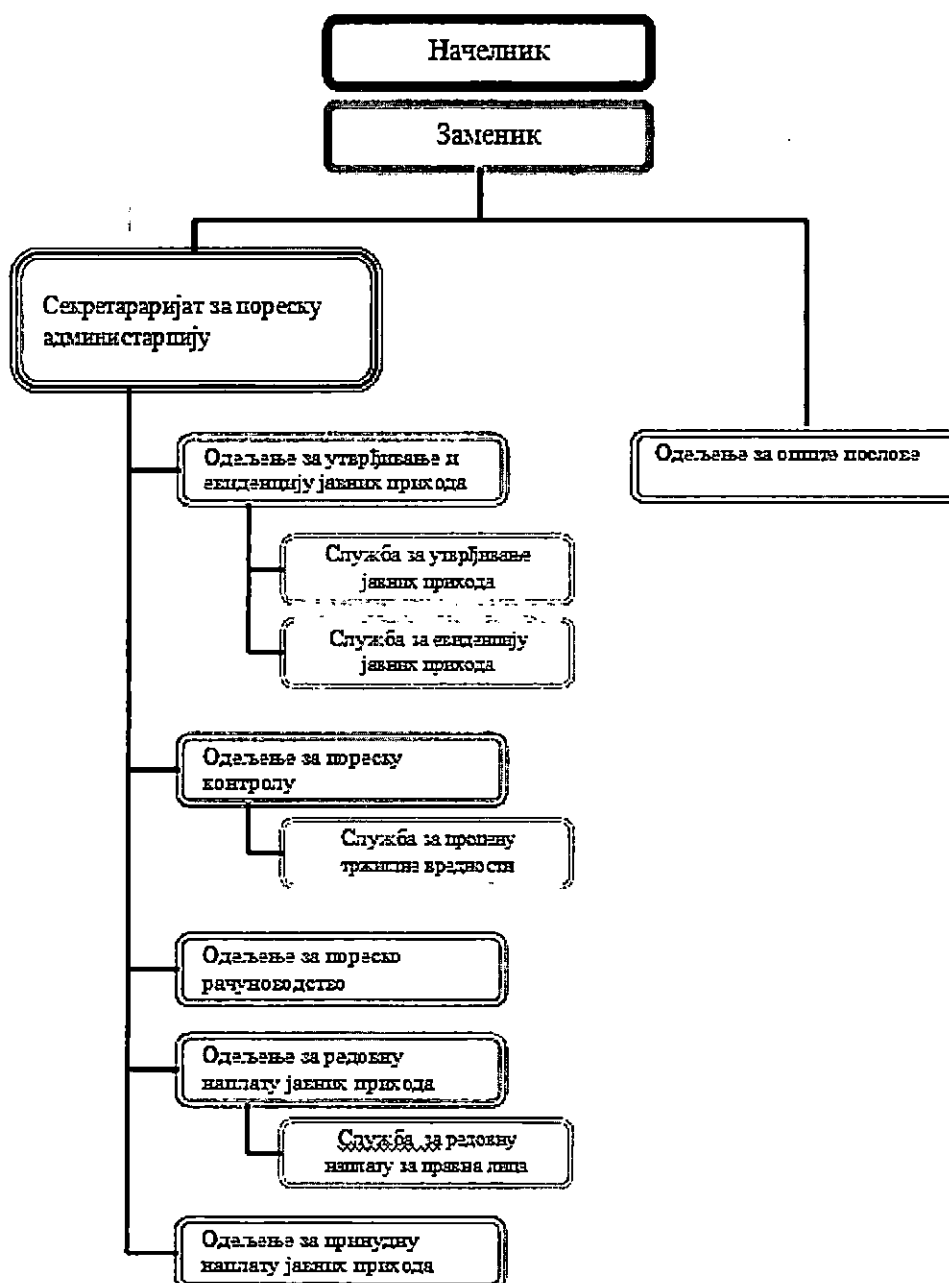 Начелник
Заменик
Секретараријат за пореску
администарпију
Одељење за утврђивање и
евиденцију јавних прихода
Одељење за опште послове
Служба за утврђивање
јавних прихода
Служба за евиденцију
јавних прихода
Одељење за пореску
контролу
Служба за процену
тржишне вредности
Одељење за пореско
рачуноводство
Одељење за редовну
наплату јавних прихода
Служба за редовну
наплату за правна лица
Одељење за принудну
наплату јавних прихода